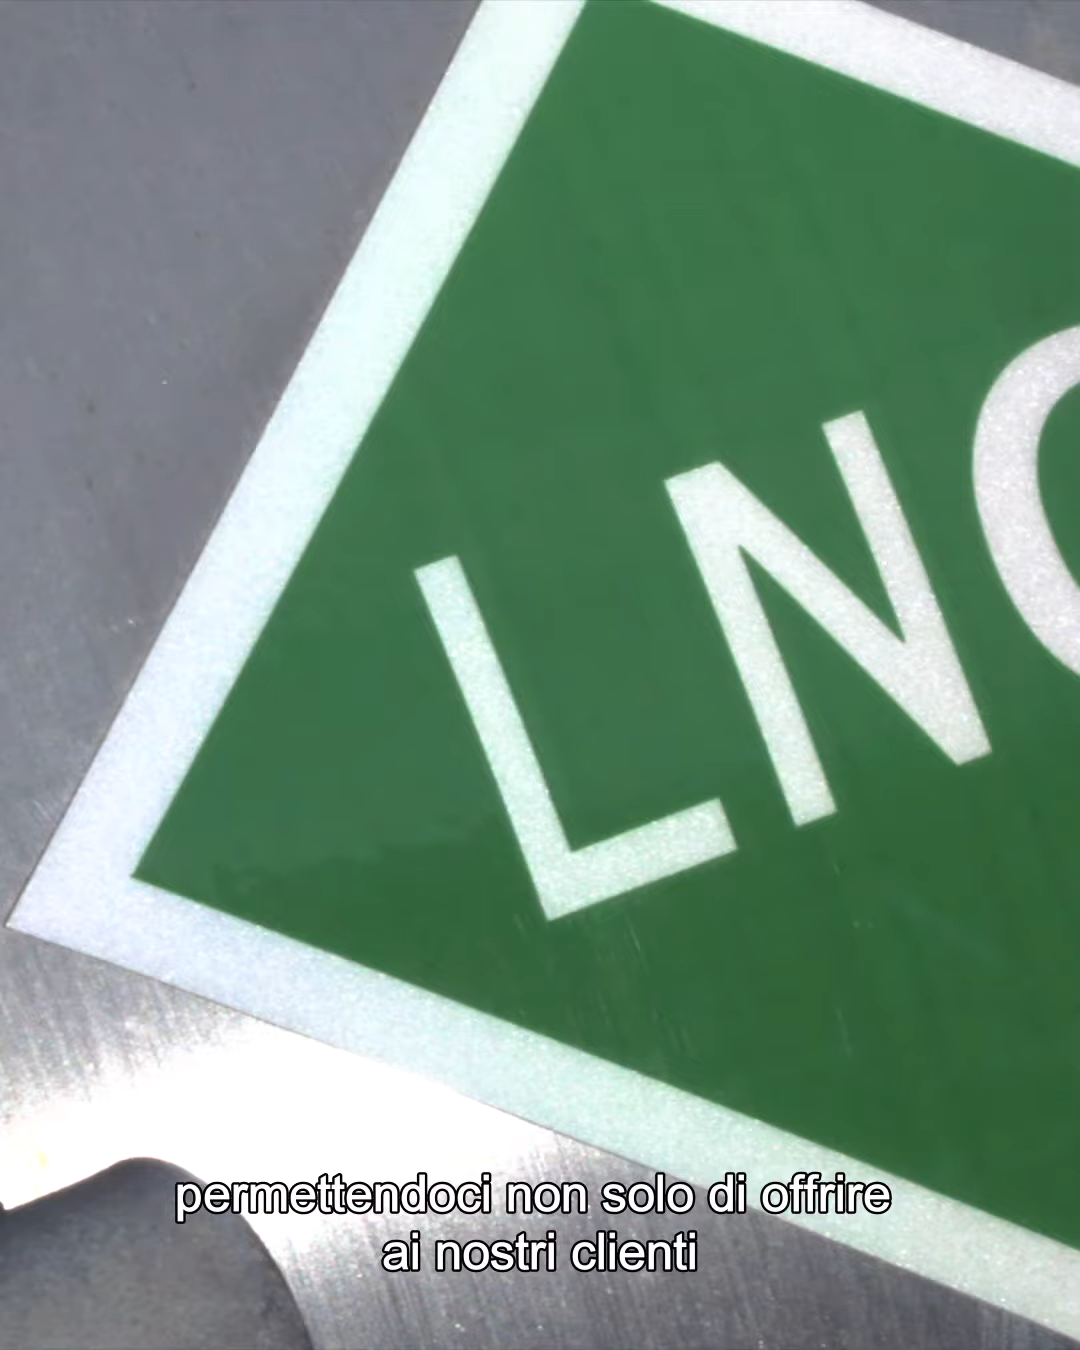 LN
permettendoci non solo di offrire
ai nostri clienti